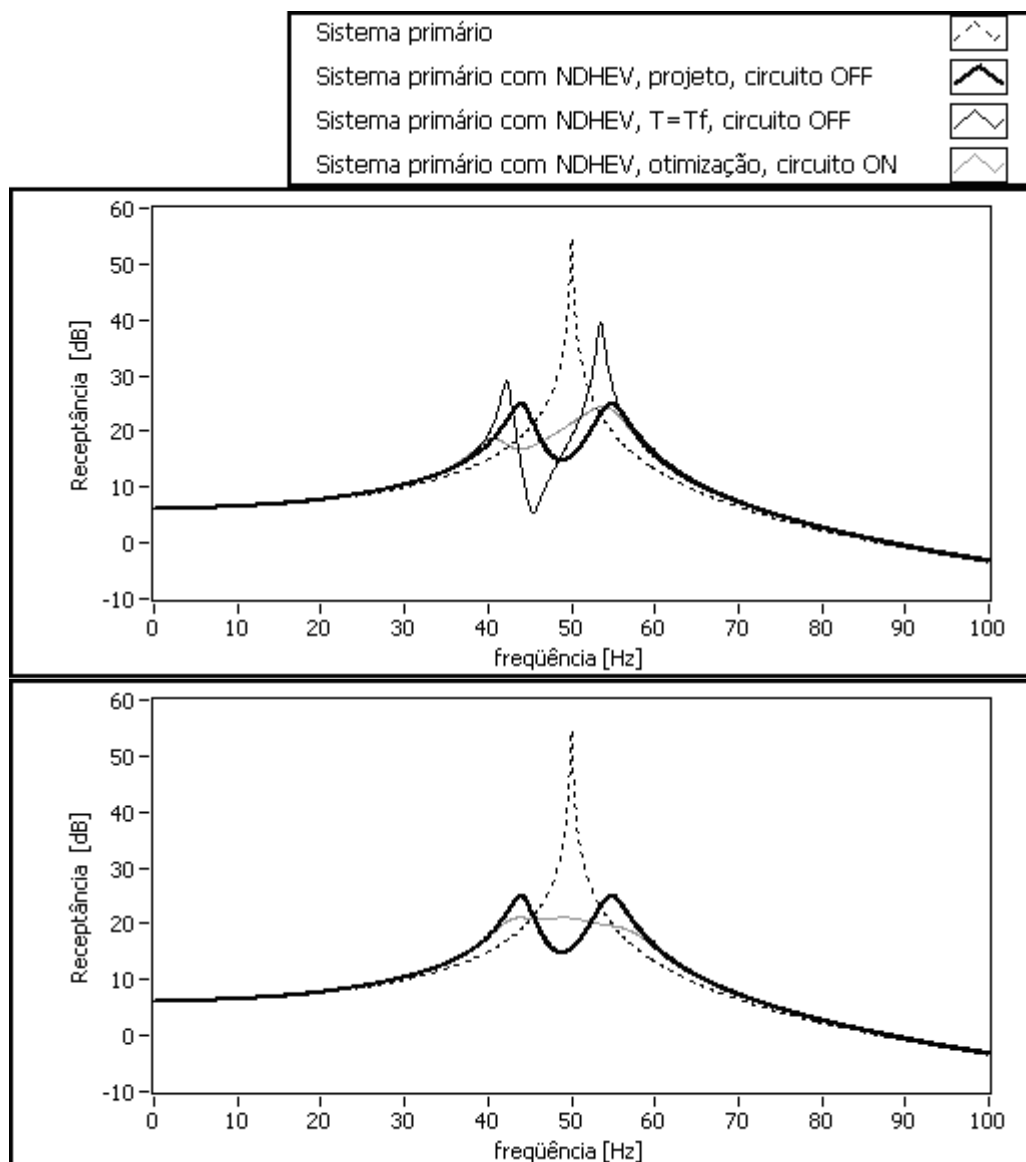 Sistema primário
Sistema primário com NDHEV, projeto, circuito OFF
Sistema primário com NDHEV, T=Tf, circuito OFF
Sistema primário com NDHEV, otimização, circuito ON
60
50
40
30
20
10
0
-10
Receptância [dB]
0 10 20 30 40 50 60 70 80 90 100
freqüência [Hz]
60
50
40
30
20
10
0
-10
Receptância [dB]
0 10 20 30 40 50 60 70 80 90 100
freqüência [Hz]